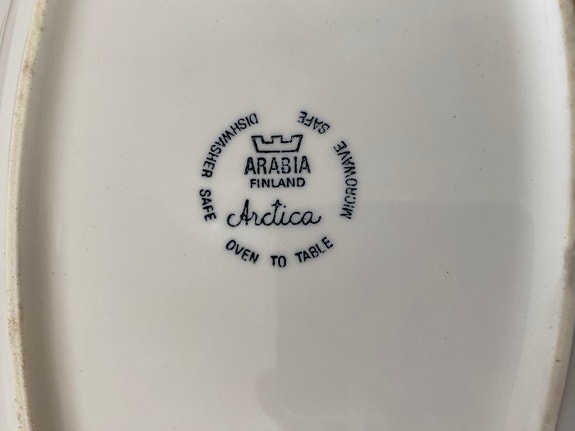 ARABIA
FINLAND
Arctica
DISHWASHER SAFE
OVEN TO TABLE
MICROWAVE SAFE